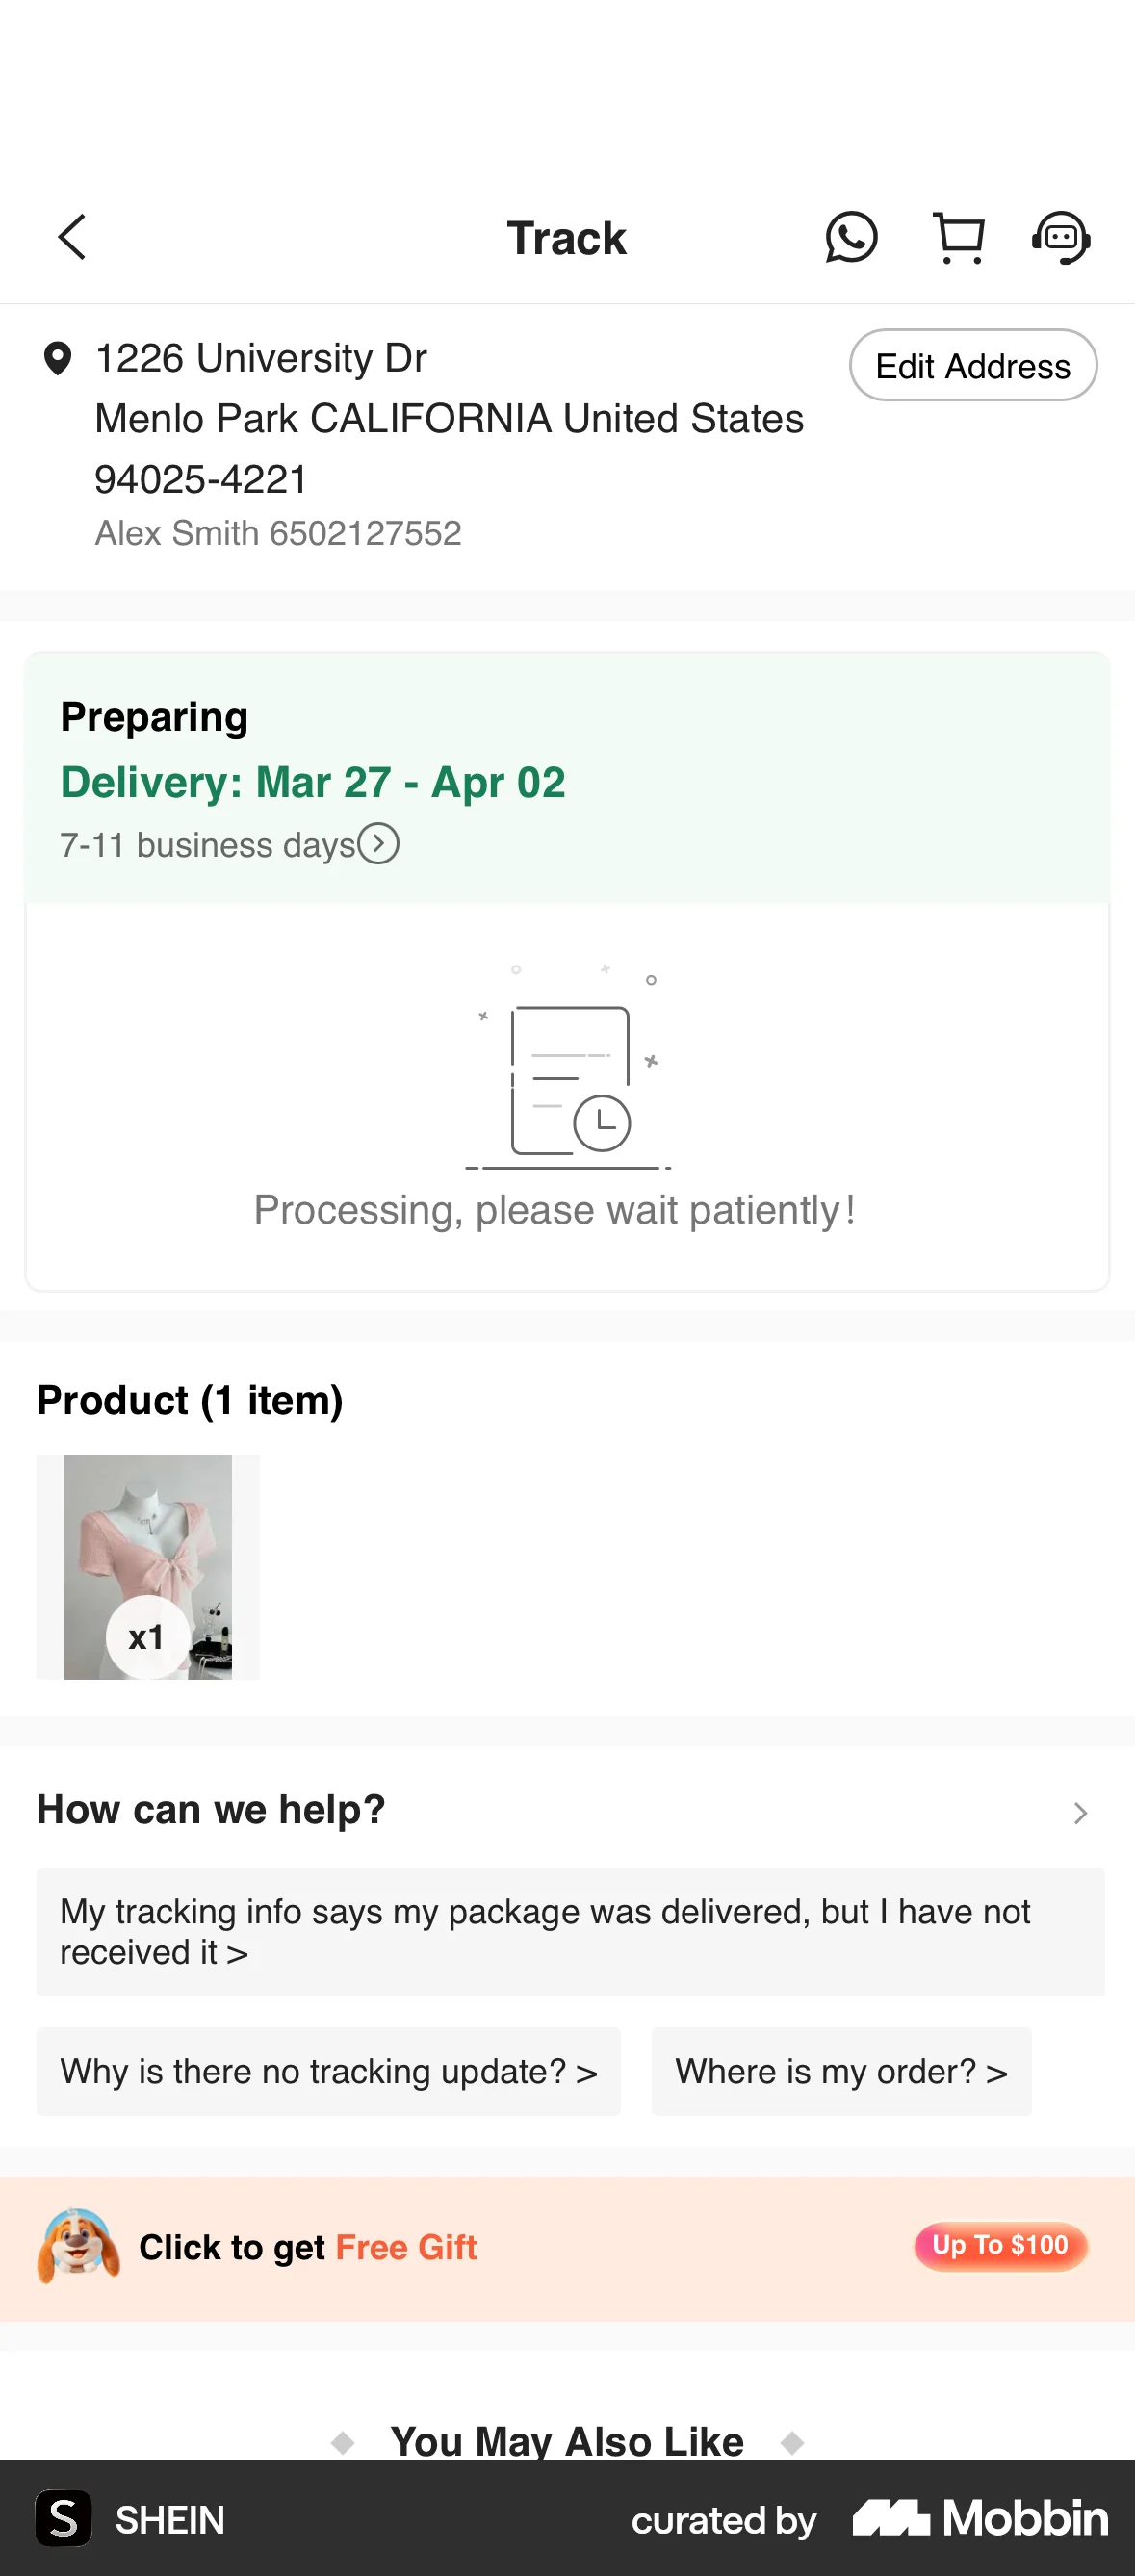 Track
1226 University Dr
Edit Address
Menlo Park CALIFORNIA United States
94025-4221
Alex Smith 6502127552
Preparing
Delivery: Mar 27 - Apr 02
7-11 business days
Processing, please wait patiently!
Product (1 item)
x1
How can we help?
My tracking info says my package was delivered, but I have not
received it >
Why is there no tracking update? >
Where is my order? >
Click to get Free Gift
Up To $100
You May Also Like
S SHEIN
curated by Mobbin